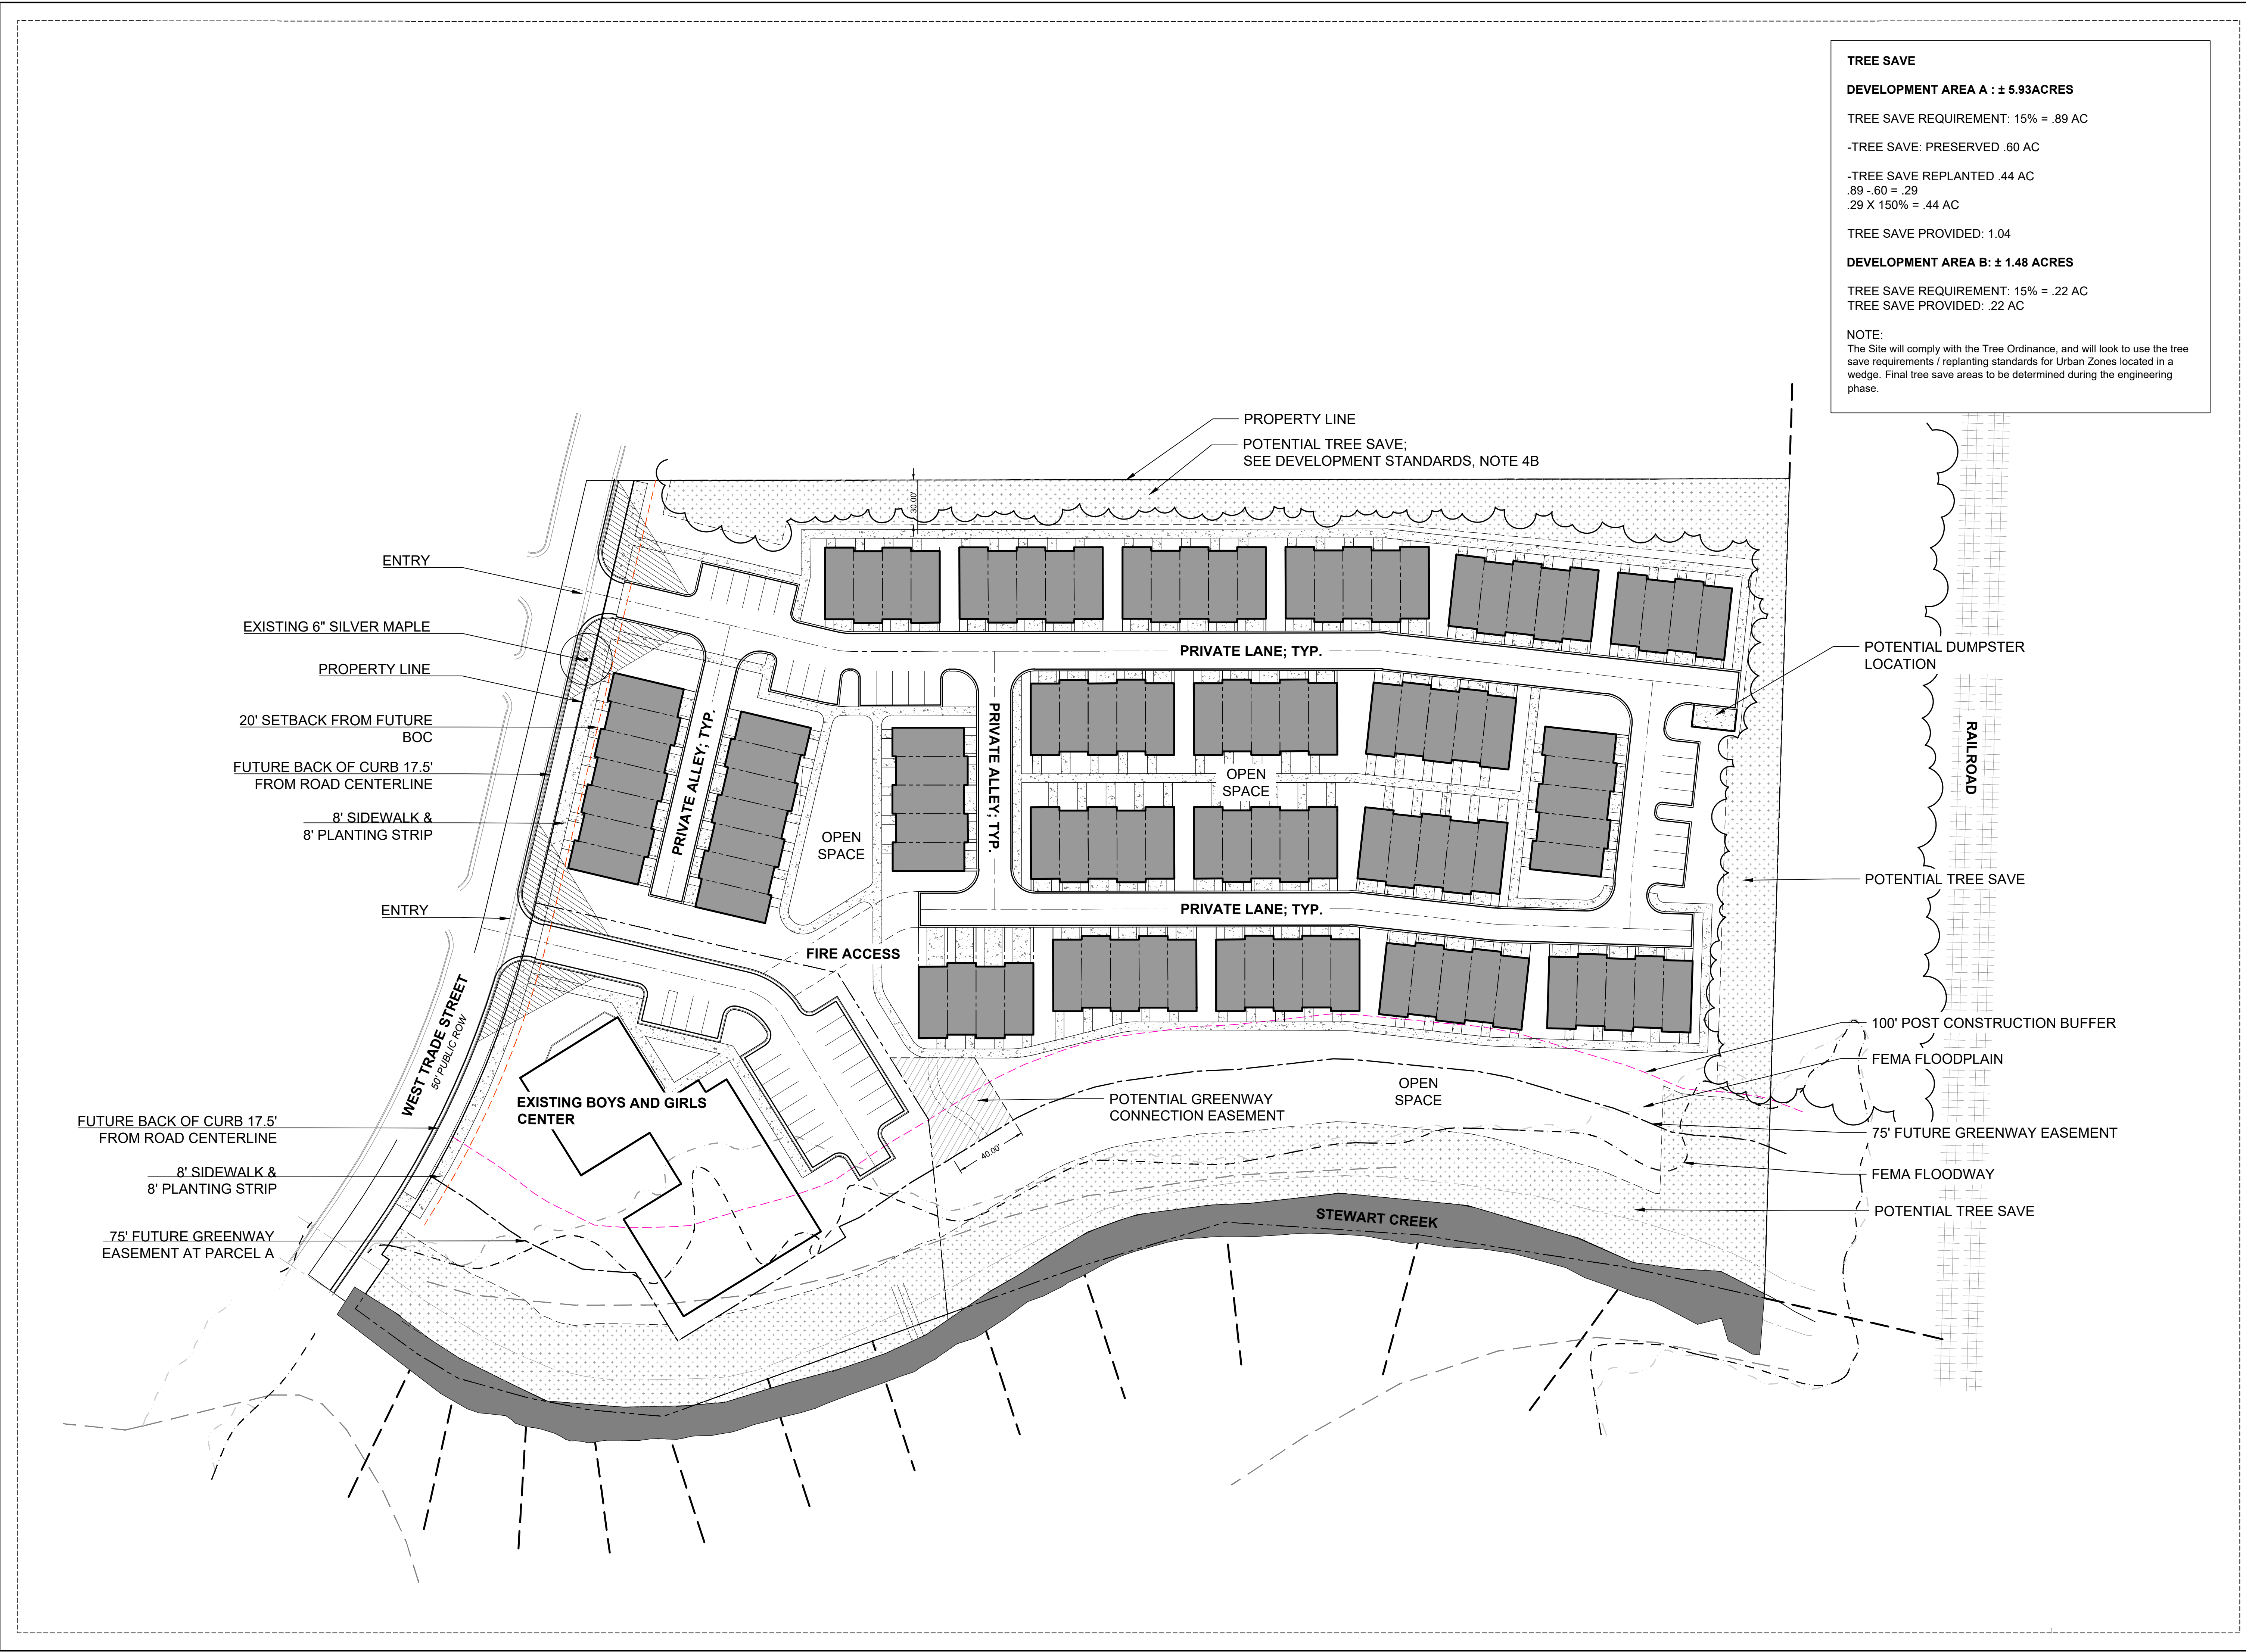 TREE SAVE
DEVELOPMENT AREA A : ± 5.93ACRES
TREE SAVE REQUIREMENT: 15% = .89 AC
-TREE SAVE: PRESERVED .60 AC
-TREE SAVE REPLANTED .44 AC
.89 -.60 = .29
.29 X 150% = .44 AC
TREE SAVE PROVIDED: 1.04
DEVELOPMENT AREA B: ± 1.48 ACRES
TREE SAVE REQUIREMENT: 15% = .22 AC
TREE SAVE PROVIDED: .22 AC
NOTE:
The Site will comply with the Tree Ordinance, and will look to use the tree
save requirements / replanting standards for Urban Zones located in a
wedge. Final tree save areas to be determined during the engineering
phase.
PROPERTY LINE
POTENTIAL TREE SAVE;
SEE DEVELOPMENT STANDARDS, NOTE 4B
30.00'
ENTRY
EXISTING 6" SILVER MAPLE
PROPERTY LINE
20' SETBACK FROM FUTURE
BOC
FUTURE BACK OF CURB 17.5'
FROM ROAD CENTERLINE
8' SIDEWALK &
8' PLANTING STRIP
ENTRY
WEST TRADE STREET
50' PUBLIC ROW
FUTURE BACK OF CURB 17.5'
FROM ROAD CENTERLINE
8' SIDEWALK &
8' PLANTING STRIP
75' FUTURE GREENWAY
EASEMENT AT PARCEL A
PRIVATE LANE; TYP.
PRIVATE ALLEY; TYP.
PRIVATE ALLEY; TYP.
OPEN
SPACE
OPEN
SPACE
PRIVATE LANE; TYP.
FIRE ACCESS
EXISTING BOYS AND GIRLS
CENTER
POTENTIAL GREENWAY
CONNECTION EASEMENT
40.00'
OPEN
SPACE
STEWART CREEK
POTENTIAL DUMPSTER
LOCATION
RAILROAD
POTENTIAL TREE SAVE
100' POST CONSTRUCTION BUFFER
FEMA FLOODPLAIN
75' FUTURE GREENWAY EASEMENT
FEMA FLOODWAY
POTENTIAL TREE SAVE